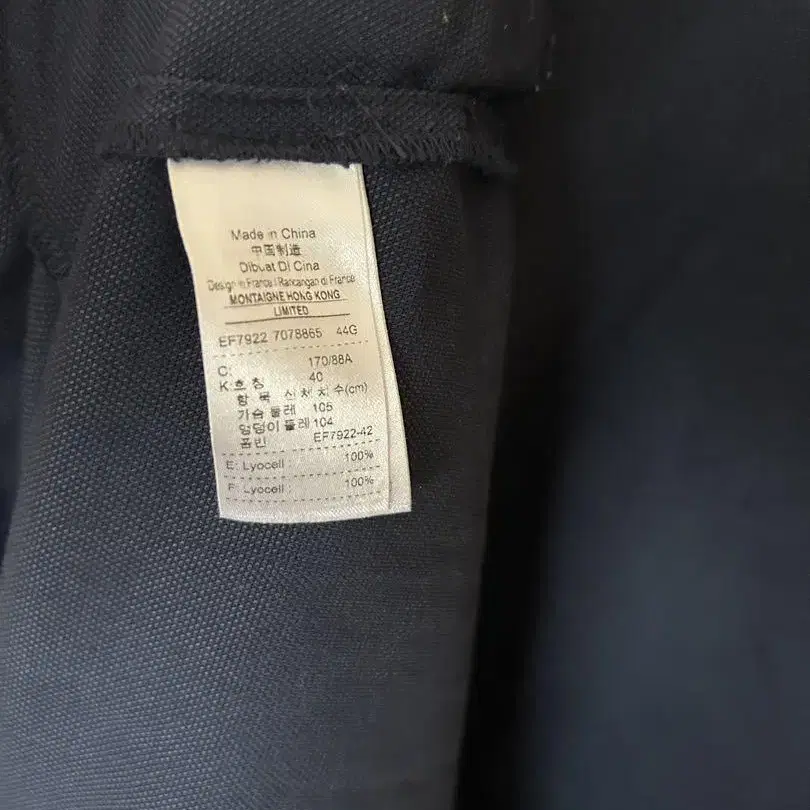 Made in China
中国制造
Dibuat Di Cina
Design in France / Rancangan di France
MONTAIGNE HONG KONG
LIMITED
EF7922 7078865 44G
C: 170/88A
K:호칭 40
항목 신체치수(cm)
가슴둘레 105
엉덩이둘레 104
품번 EF7922-42
E: Lyocell 100%
F: Lyocell : 100%